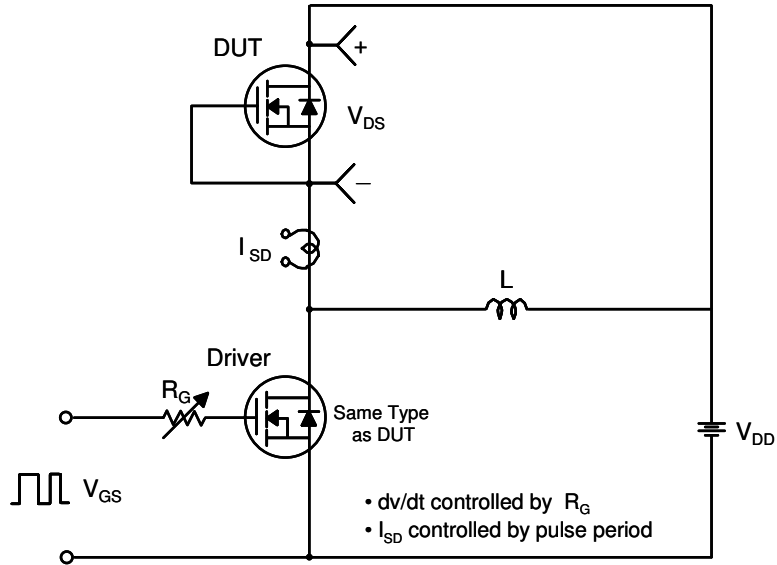 DUT
+
V_DS
−
I_SD
L
Driver
R_G
Same Type
as DUT
V_DD
V_GS
• dv/dt controlled by R_G
• I_SD controlled by pulse period